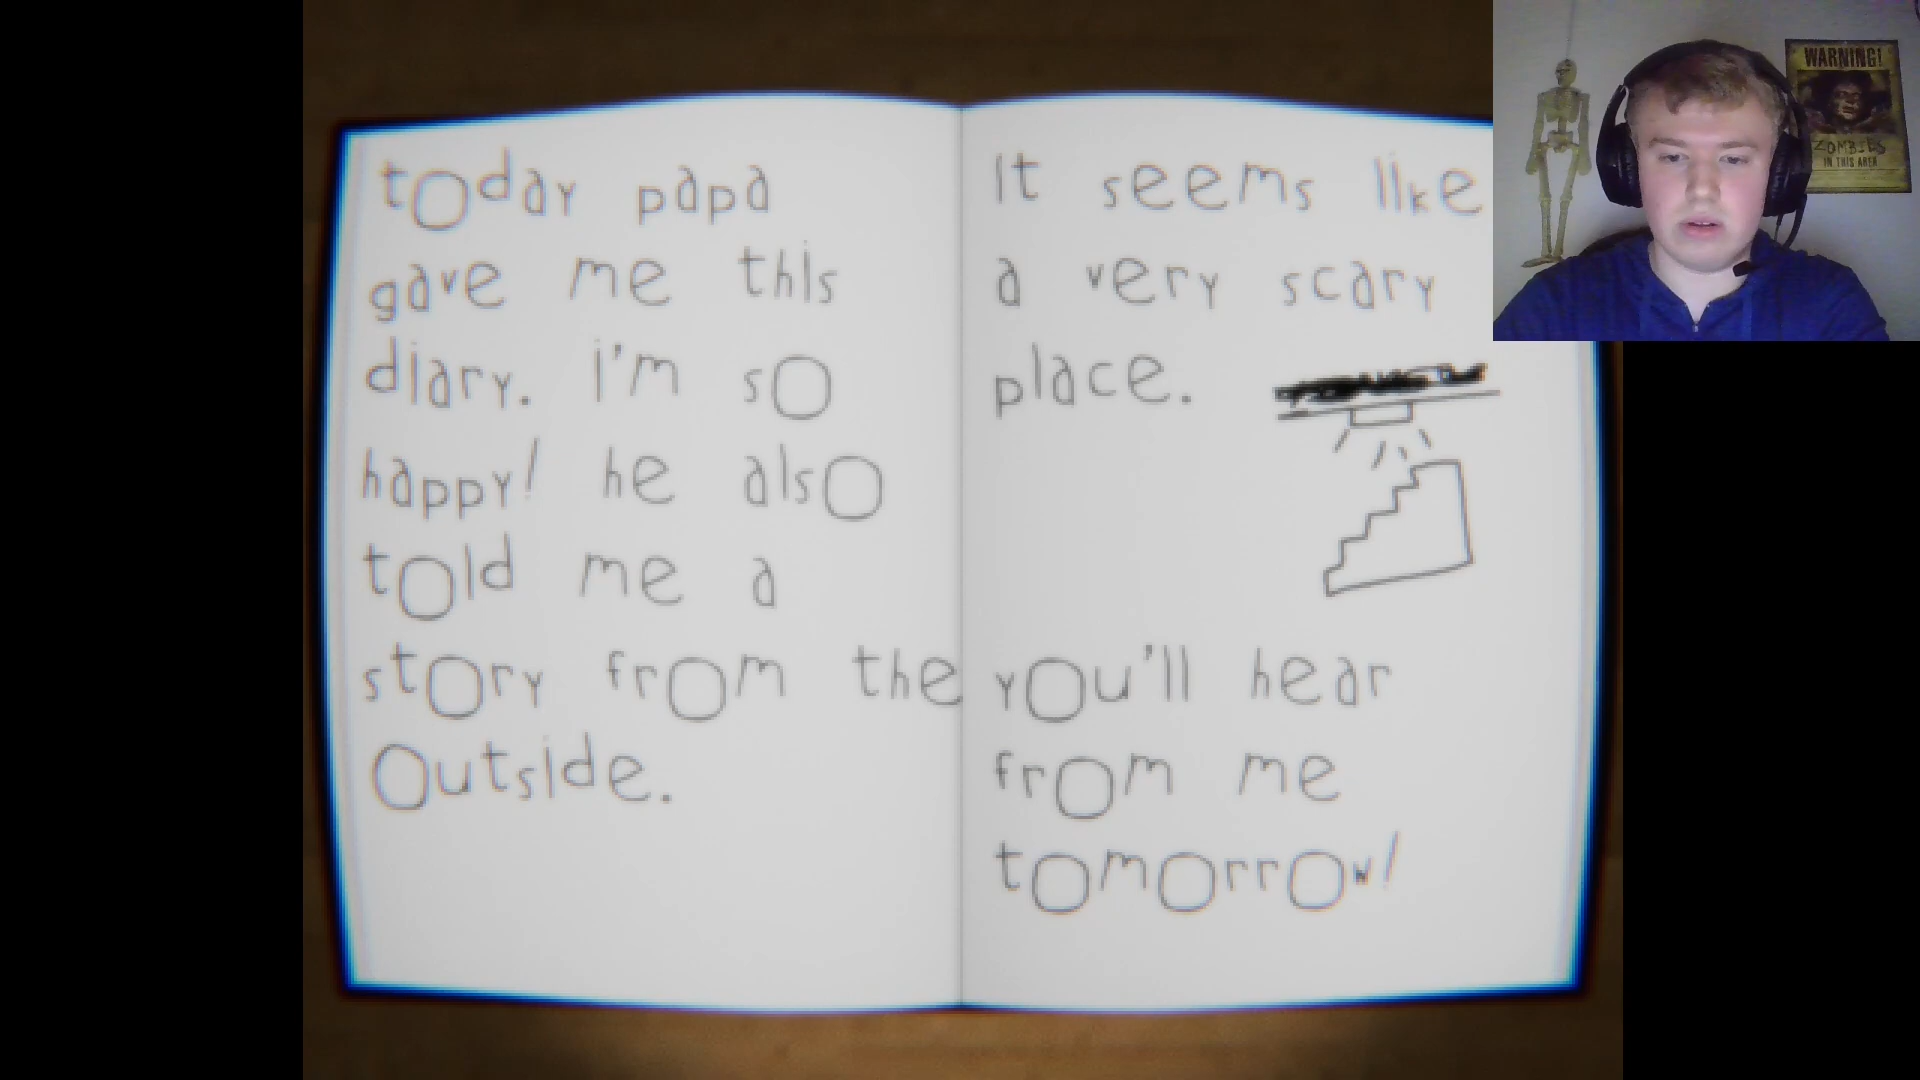 today papa
gave me this
diary. i'm so
happy! he also
told me a
story from the
outside.
it seems like
a very scary
place.
you'll hear
from me
tomorrow!
WARNING!
ZOMBIES
IN THIS AREA